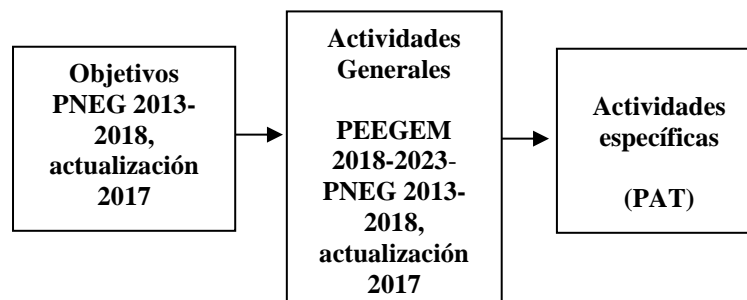 Objetivos
PNEG 2013-
2018,
actualización
2017
Actividades
Generales
PEEGEM
2018-2023-
PNEG 2013-
2018,
actualización
2017
Actividades
específicas
(PAT)